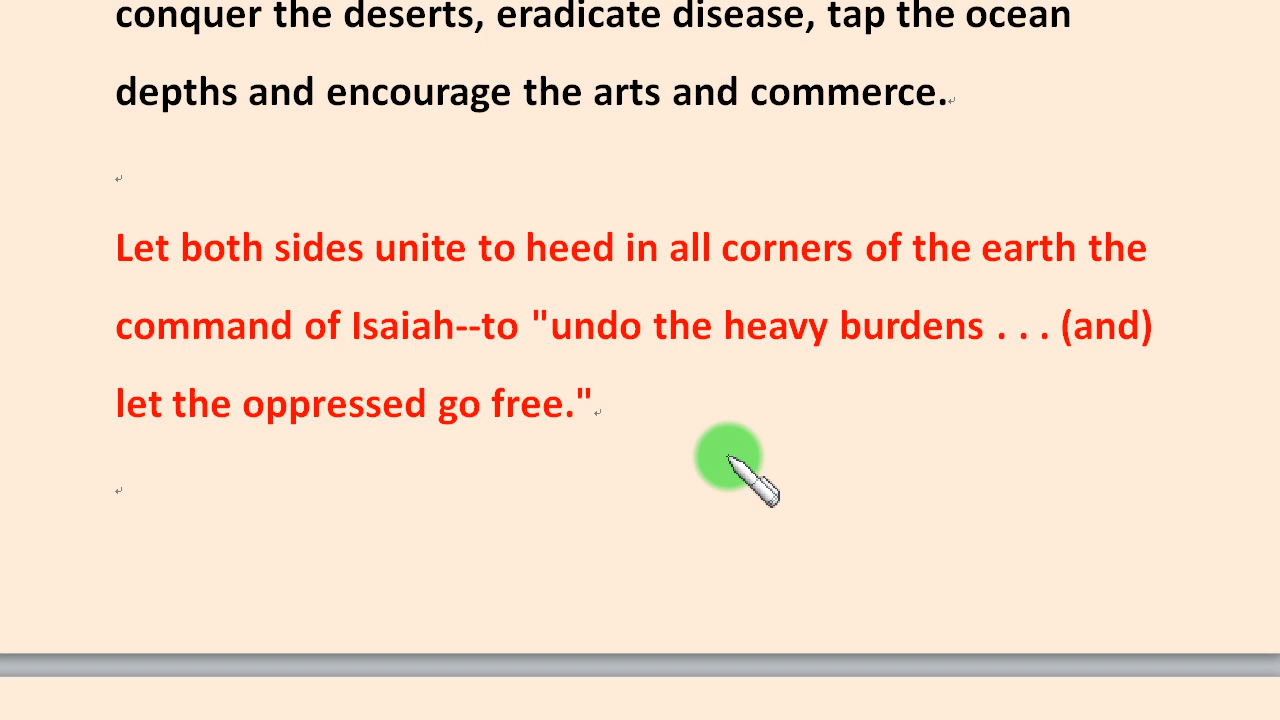 conquer the deserts, eradicate disease, tap the ocean
depths and encourage the arts and commerce.
Let both sides unite to heed in all corners of the earth the
command of Isaiah--to "undo the heavy burdens . . . (and)
let the oppressed go free."